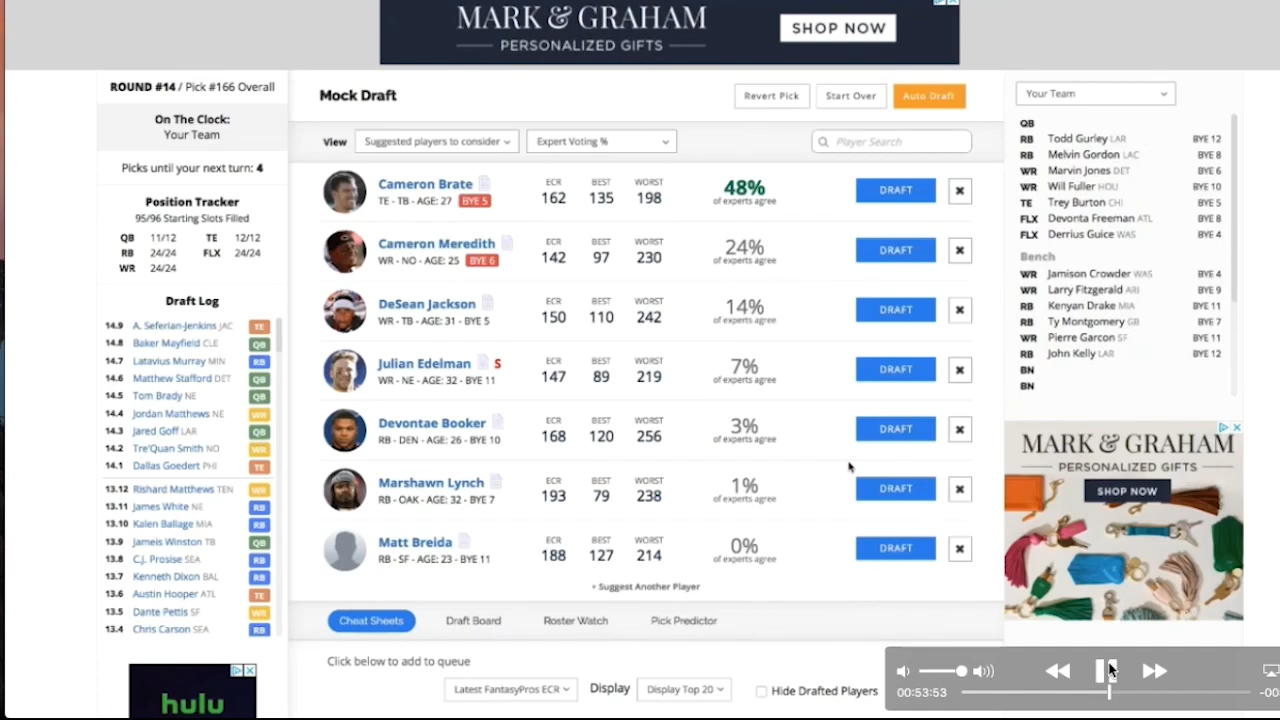 MARK & GRAHAM
PERSONALIZED GIFTS
SHOP NOW
ROUND #14 / Pick #166 Overall
On The Clock:
Your Team
Picks until your next turn: 4
Position Tracker
95/96 Starting Slots Filled
QB 11/12 TE 12/12
RB 24/24 FLX 24/24
WR 24/24
Draft Log
14.9 A. Seferian-Jenkins JAC TE
14.8 Baker Mayfield CLE QB
14.7 Latavius Murray MIN RB
14.6 Matthew Stafford DET QB
14.5 Tom Brady NE QB
14.4 Jordan Matthews NE WR
14.3 Jared Goff LAR QB
14.2 Tre'Quan Smith NO WR
14.1 Dallas Goedert PHI TE
13.12 Rishard Matthews TEN WR
13.11 James White NE RB
13.10 Kalen Ballage MIA RB
13.9 Jameis Winston TB QB
13.8 C.J. Prosise SEA RB
13.7 Kenneth Dixon BAL RB
13.6 Austin Hooper ATL TE
13.5 Dante Pettis SF WR
13.4 Chris Carson SEA RB
hulu
Mock Draft
Revert Pick Start Over Auto Draft
View Suggested players to consider Expert Voting % Player Search
Cameron Brate ECR BEST WORST 48%
TE - TB - AGE: 27 BYE 5 162 135 198 of experts agree DRAFT
Cameron Meredith ECR BEST WORST 24%
WR - NO - AGE: 25 BYE 6 142 97 230 of experts agree DRAFT
DeSean Jackson ECR BEST WORST 14%
WR - TB - AGE: 31 - BYE 5 150 110 242 of experts agree DRAFT
Julian Edelman S ECR BEST WORST 7%
WR - NE - AGE: 32 - BYE 11 147 89 219 of experts agree DRAFT
Devontae Booker ECR BEST WORST 3%
RB - DEN - AGE: 26 - BYE 10 168 120 256 of experts agree DRAFT
Marshawn Lynch ECR BEST WORST 1%
RB - OAK - AGE: 32 - BYE 7 193 79 238 of experts agree DRAFT
Matt Breida ECR BEST WORST 0%
RB - SF - AGE: 23 - BYE 11 188 127 214 of experts agree DRAFT
+ Suggest Another Player
Cheat Sheets Draft Board Roster Watch Pick Predictor
Click below to add to queue
Latest FantasyPros ECR Display Display Top 20 Hide Drafted Players
Your Team
QB
RB Todd Gurley LAR BYE 12
RB Melvin Gordon LAC BYE 8
WR Marvin Jones DET BYE 6
WR Will Fuller HOU BYE 10
TE Trey Burton CHI BYE 5
FLX Devonta Freeman ATL BYE 8
FLX Derrius Guice WAS BYE 4
Bench
WR Jamison Crowder WAS BYE 4
WR Larry Fitzgerald ARI BYE 9
RB Kenyan Drake MIA BYE 11
RB Ty Montgomery GB BYE 7
WR Pierre Garcon SF BYE 11
RB John Kelly LAR BYE 12
BN
BN
MARK & GRAHAM
PERSONALIZED GIFTS
SHOP NOW
00:53:53 -00